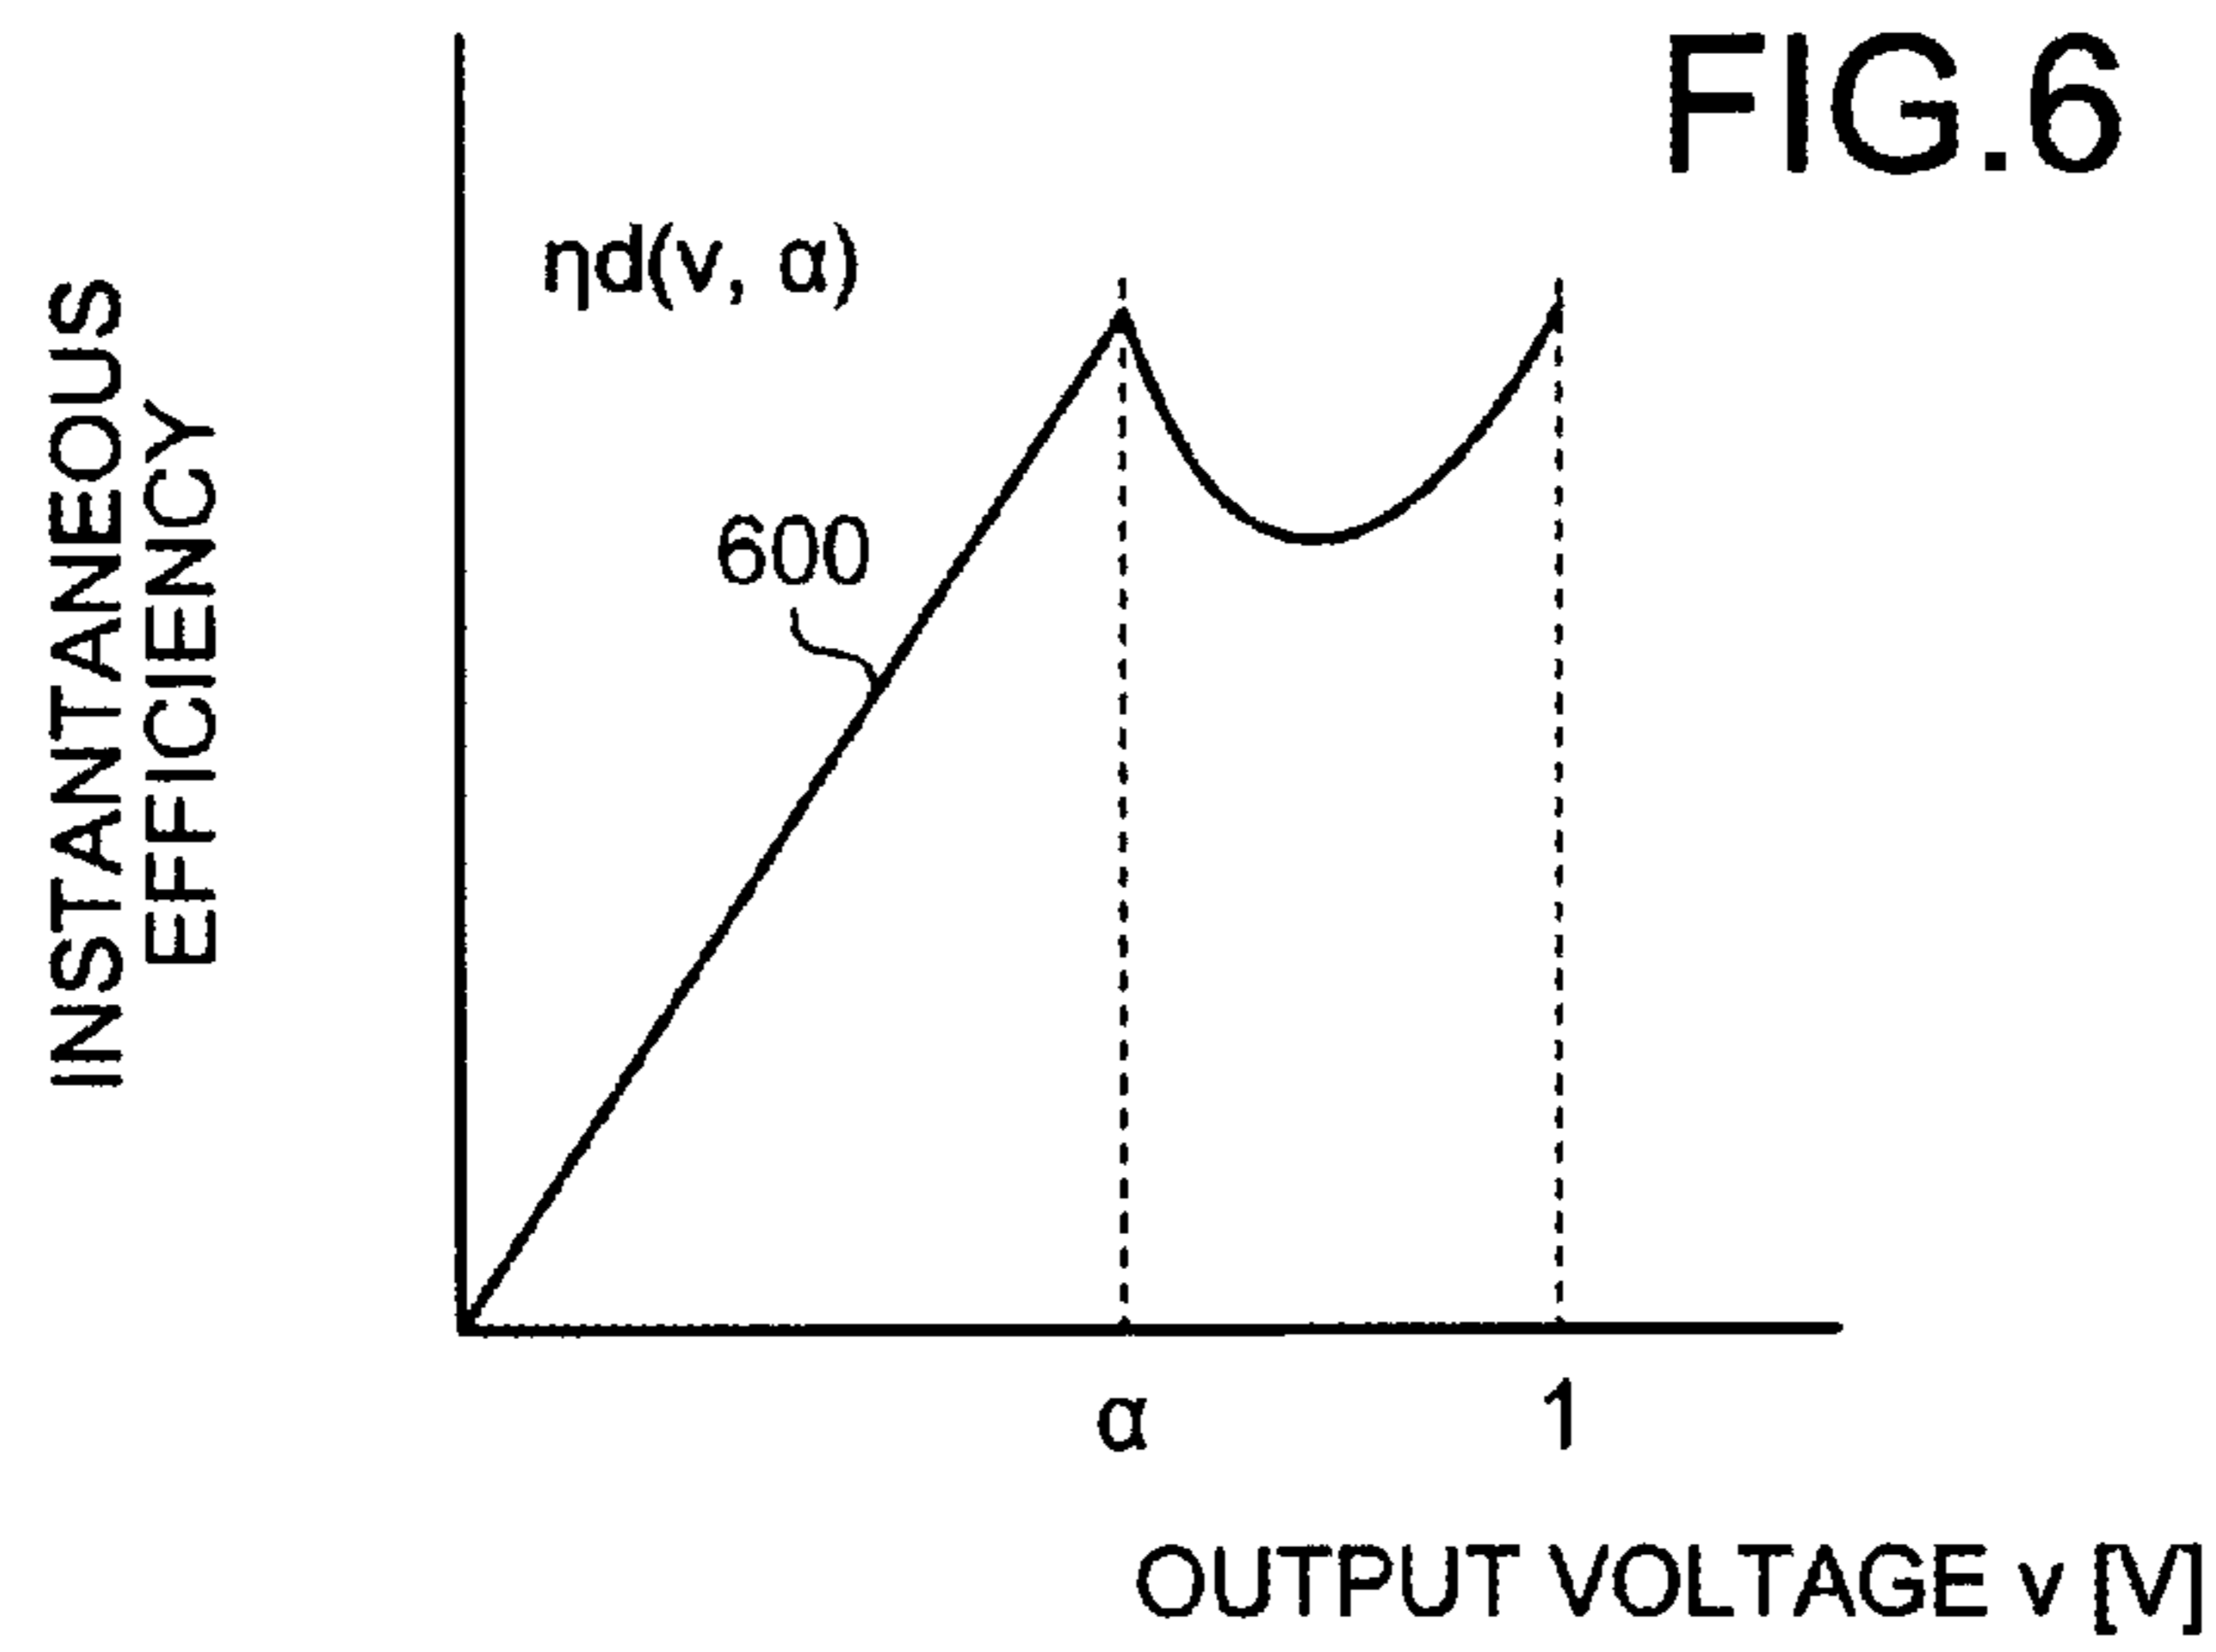 FIG.6
ηd(v, α)
600
INSTANTANEOUS
EFFICIENCY
α
1
OUTPUT VOLTAGE v [V]